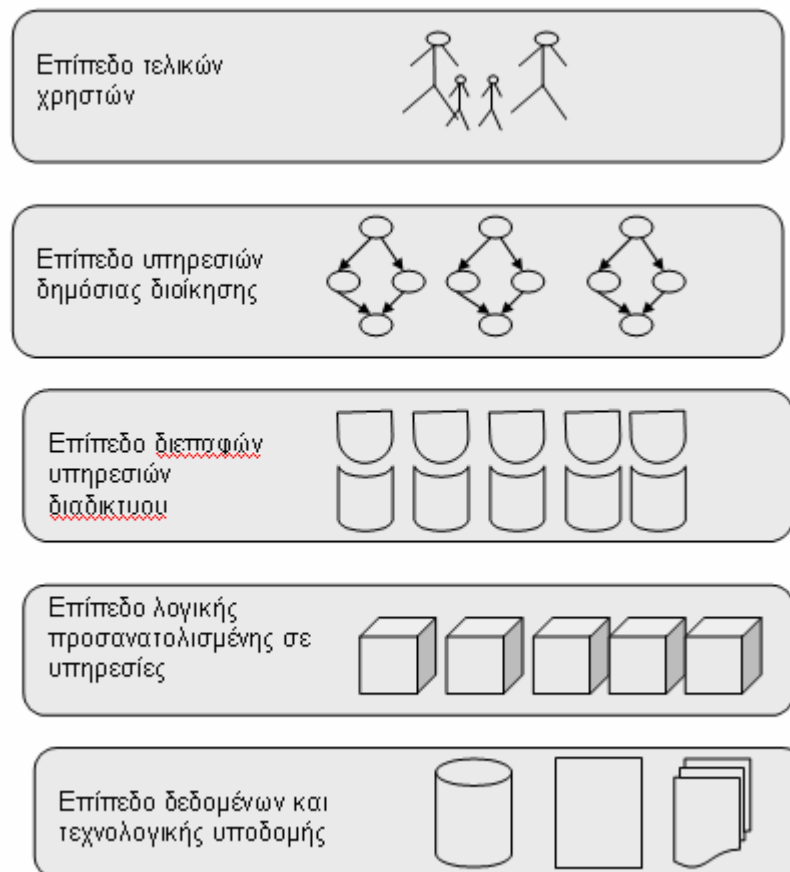 Επίπεδο τελικών
χρηστών
Επίπεδο υπηρεσιών
δημόσιας διοίκησης
Επίπεδο διεπαφών
υπηρεσιών
διαδικτυου
Επίπεδο λογικής
προσανατολισμένης σε
υπηρεσίες
Επίπεδο δεδομένων και
τεχνολογικής υποδομής